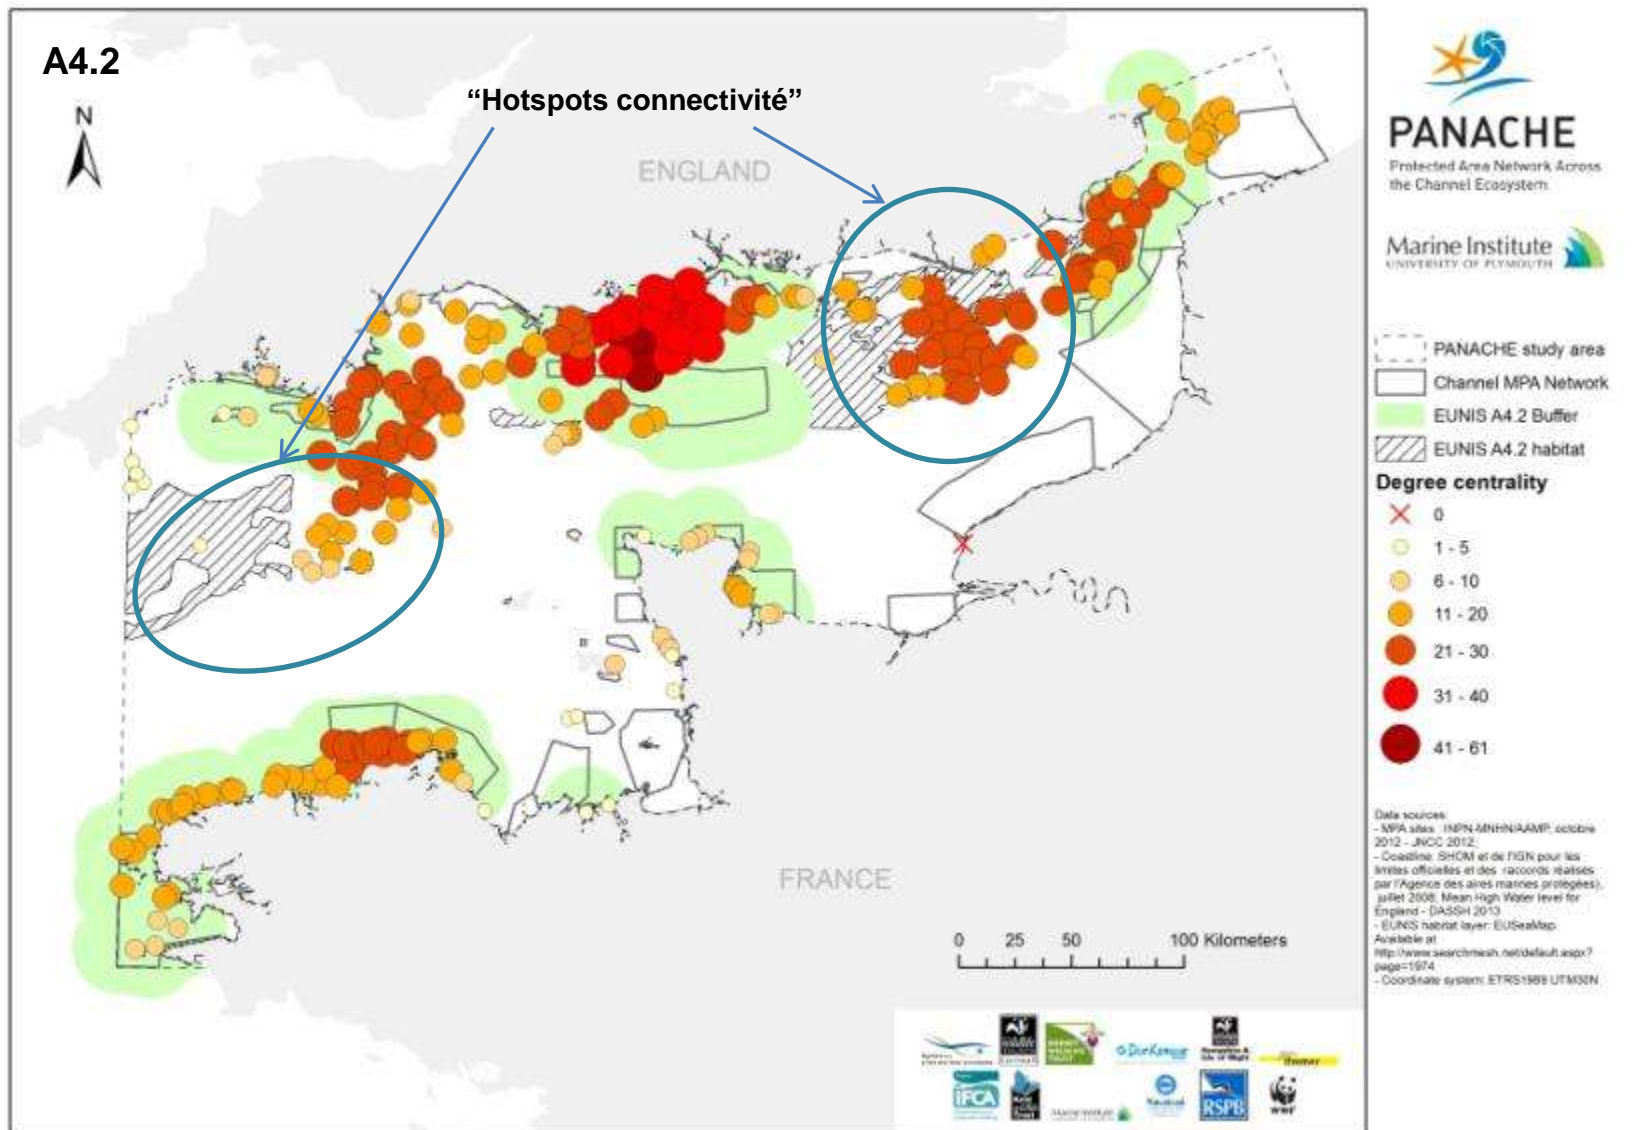 A4.2
N
“Hotspots connectivité”
ENGLAND
FRANCE
0 25 50 100 Kilometers
PANACHE
Protected Area Network Across
the Channel Ecosystem
Marine Institute
UNIVERSITY OF PLYMOUTH
PANACHE study area
Channel MPA Network
EUNIS A4.2 Buffer
EUNIS A4.2 habitat
Degree centrality
0
1 - 5
6 - 10
11 - 20
21 - 30
31 - 40
41 - 61
Data sources:
- MPA sites : INPN-MNHN/AAMP, octobre
2012 - JNCC 2012;
- Coastline: SHOM et de l'IGN pour les
limites officielles et des raccords réalisés
par l'Agence des aires marines protégées),
juillet 2008; Mean High Water level for
England - DASSH 2013
- EUNIS habitat layer: EUSeaMap.
Available at
http://www.searchmesh.net/default.aspx?
page=1974
- Coordinate system: ETRS1989 UTM30N
IFCA
Marine Institute
RSPB
WWF